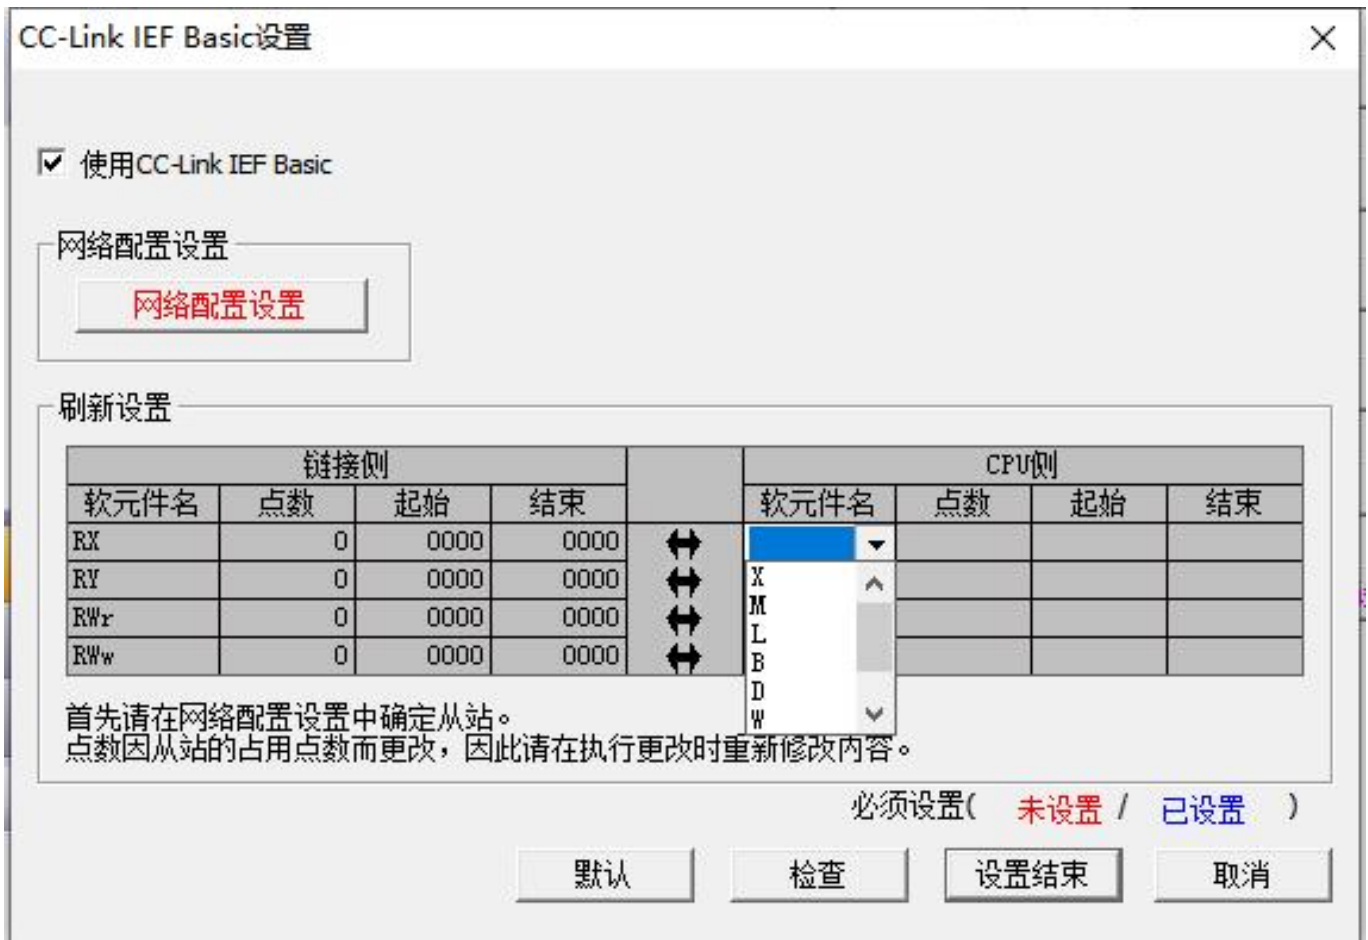 CC-Link IEF Basic设置
使用CC-Link IEF Basic
网络配置设置
网络配置设置
刷新设置
链接侧 CPU侧
软元件名 点数 起始 结束 软元件名 点数 起始 结束
RX 0 0000 0000
RY 0 0000 0000
RWr 0 0000 0000
RWw 0 0000 0000
X
M
L
B
D
W
首先请在网络配置设置中确定从站。
点数因从站的占用点数而更改，因此请在执行更改时重新修改内容。
必须设置( 未设置 / 已设置 )
默认 检查 设置结束 取消